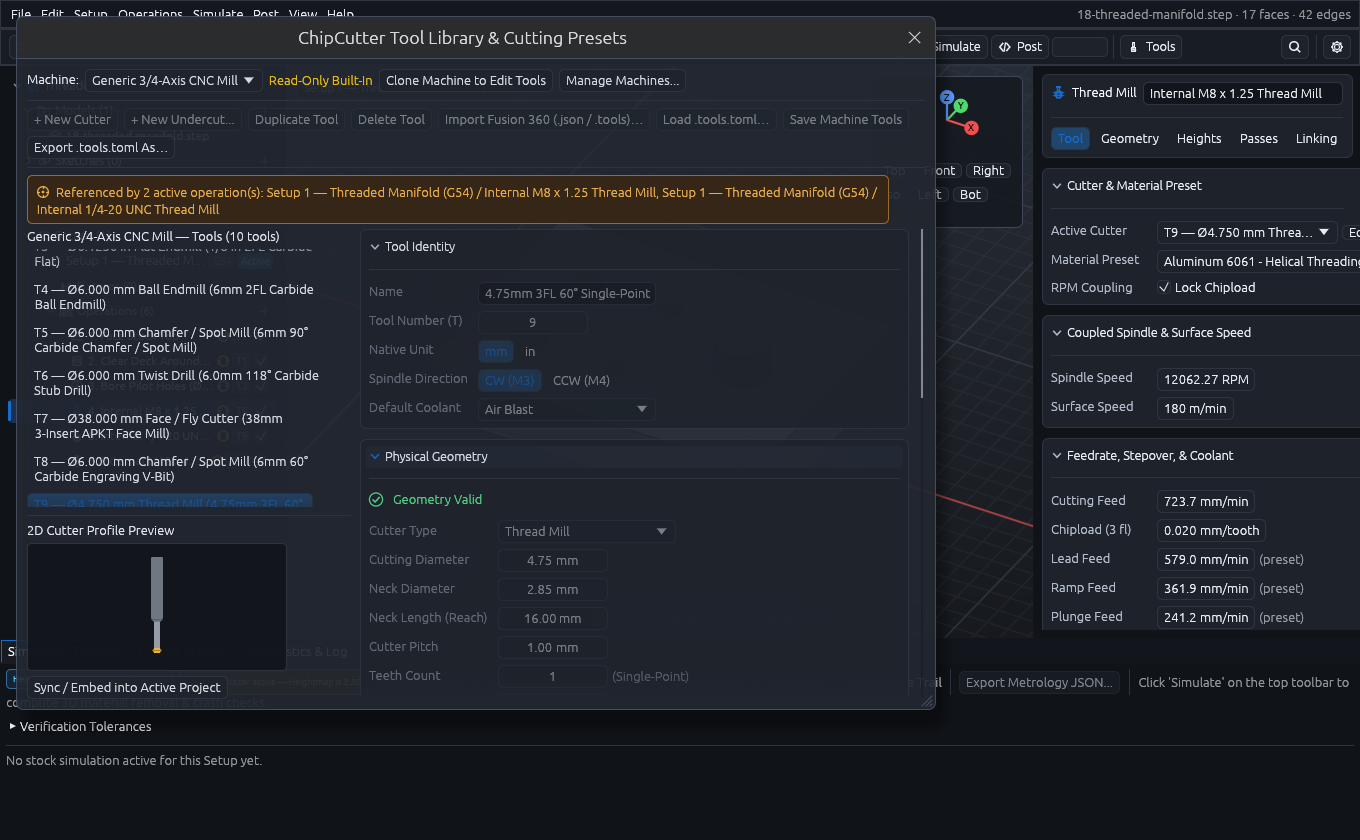 File Edit Setup Operations Simulate Post View Help
18-threaded-manifold.step · 17 faces · 42 edges
ChipCutter Tool Library & Cutting Presets
Simulate
Post
Tools
Machine: Generic 3/4-Axis CNC Mill Read-Only Built-In Clone Machine to Edit Tools Manage Machines...
+ New Cutter + New Undercut... Duplicate Tool Delete Tool Import Fusion 360 (.json / .tools)... Load .tools.toml... Save Machine Tools
Export .tools.toml As...
Referenced by 2 active operation(s): Setup 1 — Threaded Manifold (G54) / Internal M8 x 1.25 Thread Mill, Setup 1 — Threaded Manifold (G54) /
Internal 1/4-20 UNC Thread Mill
Generic 3/4-Axis CNC Mill — Tools (10 tools)
Flat)
T4 — Ø6.000 mm Ball Endmill (6mm 2FL Carbide
Ball Endmill)
T5 — Ø6.000 mm Chamfer / Spot Mill (6mm 90°
Carbide Chamfer / Spot Mill)
T6 — Ø6.000 mm Twist Drill (6.0mm 118° Carbide
Stub Drill)
T7 — Ø38.000 mm Face / Fly Cutter (38mm
3-Insert APKT Face Mill)
T8 — Ø6.000 mm Chamfer / Spot Mill (6mm 60°
Carbide Engraving V-Bit)
T9 — Ø4.750 mm Thread Mill (4.75mm 3FL 60°
2D Cutter Profile Preview
Sync / Embed into Active Project
Tool Identity
Name 4.75mm 3FL 60° Single-Point
Tool Number (T) 9
Native Unit mm in
Spindle Direction CW (M3) CCW (M4)
Default Coolant Air Blast
Physical Geometry
Geometry Valid
Cutter Type Thread Mill
Cutting Diameter 4.75 mm
Neck Diameter 2.85 mm
Neck Length (Reach) 16.00 mm
Cutter Pitch 1.00 mm
Teeth Count 1 (Single-Point)
Z Y X
Right
Bot
Thread Mill Internal M8 x 1.25 Thread Mill
Tool Geometry Heights Passes Linking
Cutter & Material Preset
Active Cutter T9 — Ø4.750 mm Threa...
Material Preset Aluminum 6061 - Helical Threading
RPM Coupling Lock Chipload
Coupled Spindle & Surface Speed
Spindle Speed 12062.27 RPM
Surface Speed 180 m/min
Feedrate, Stepover, & Coolant
Cutting Feed 723.7 mm/min
Chipload (3 fl) 0.020 mm/tooth
Lead Feed 579.0 mm/min (preset)
Ramp Feed 361.9 mm/min (preset)
Plunge Feed 241.2 mm/min (preset)
Export Metrology JSON... Click 'Simulate' on the top toolbar to
compute 3D material removal & crash checks.
Verification Tolerances
No stock simulation active for this Setup yet.